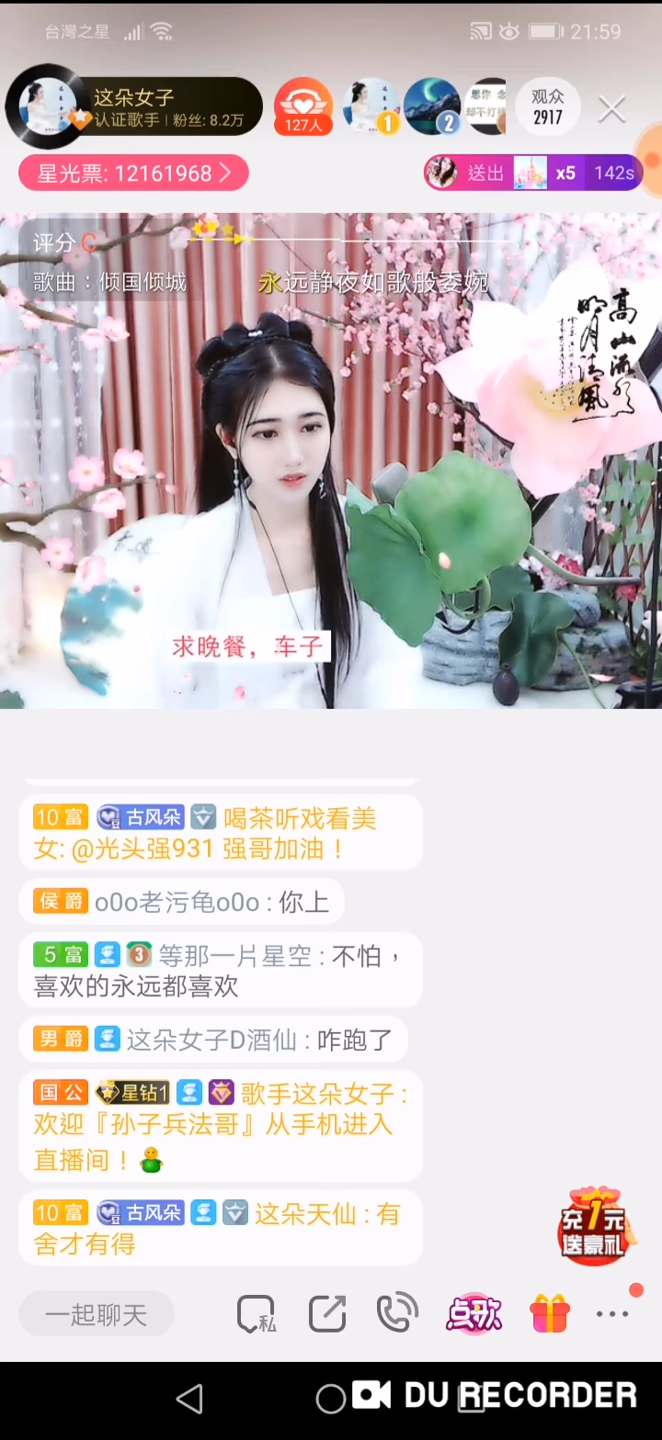 台灣之星
21:59
这朵女子
认证歌手 | 粉丝: 8.2万
127人
1
2
观众
2917
星光票: 12161968
送出 x5 142s
评分 C
歌曲：倾国倾城
永远静夜如歌般委婉
高山流水
明月清風
求晚餐，车子
10 富 古风朵 喝茶听戏看美
女: @光头强931 强哥加油！
侯爵 o0o老污龟o0o : 你上
5 富 3 等那一片星空 : 不怕，
喜欢的永远都喜欢
男爵 这朵女子D酒仙 : 咋跑了
国公 星钻1 歌手这朵女子 :
欢迎『孙子兵法哥』从手机进入
直播间！
10 富 古风朵 这朵天仙 : 有
舍才有得
充1元
送豪礼
一起聊天
私
点歌
DU RECORDER